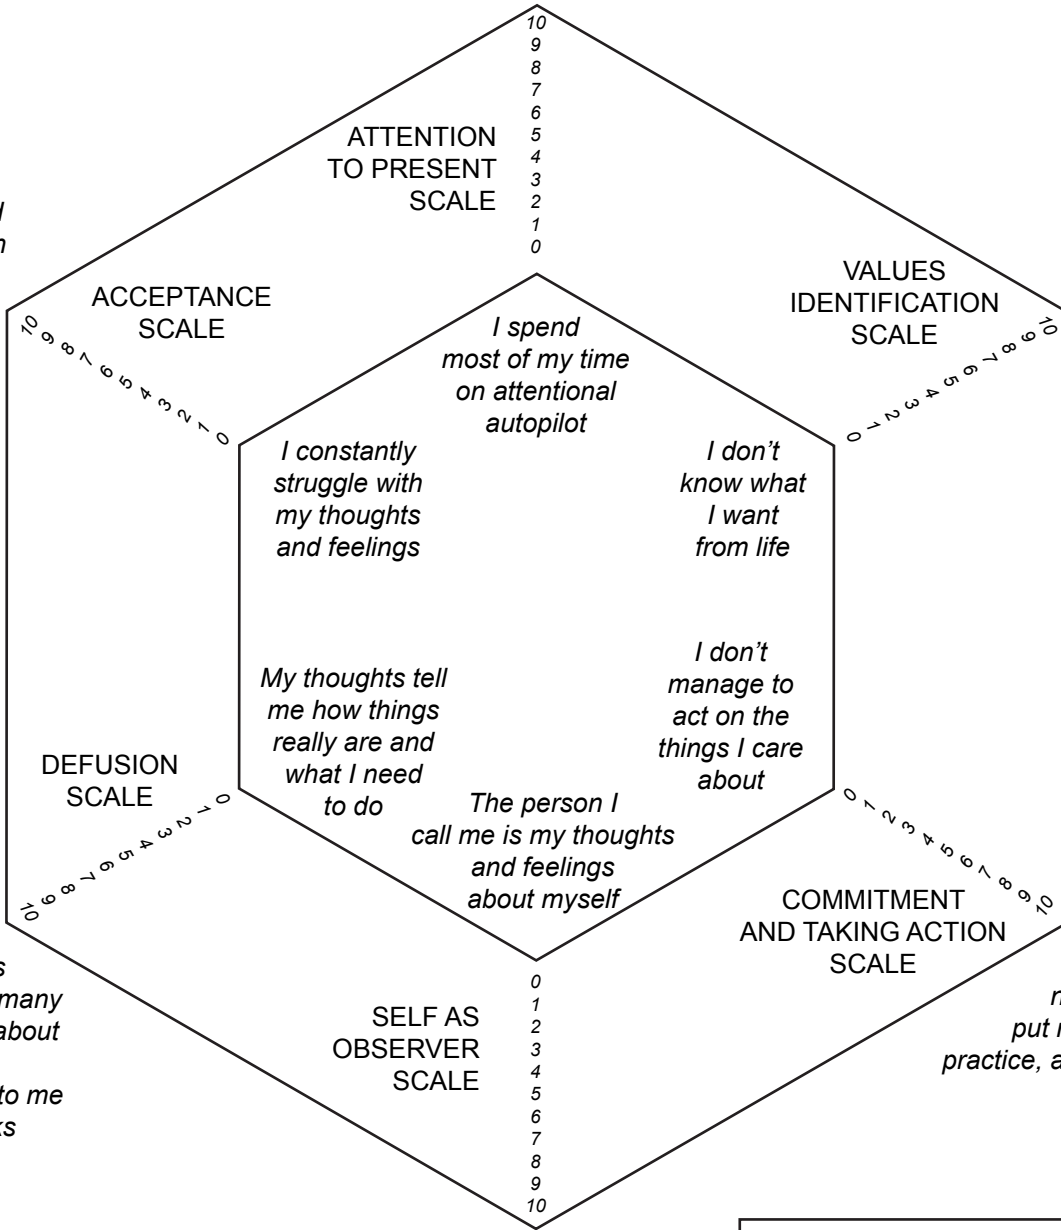 10
9
8
7
6
5
4
3
2
1
0
ATTENTION
TO PRESENT
SCALE
ACCEPTANCE
SCALE
10 9 8 7 6 5 4 3 2 1 0
VALUES
IDENTIFICATION
SCALE
0 1 2 3 4 5 6 7 8 9 10
I spend
most of my time
on attentional
autopilot
I constantly
struggle with
my thoughts
and feelings
I don't
know what
I want
from life
My thoughts tell
me how things
really are and
what I need
to do
I don't
manage to
act on the
things I care
about
The person I
call me is my thoughts
and feelings
about myself
DEFUSION
SCALE
10 9 8 7 6 5 4 3 2 1 0
0 1 2 3 4 5 6 7 8 9 10
COMMITMENT
AND TAKING ACTION
SCALE
many
about
to me
SELF AS
OBSERVER
SCALE
0
1
2
3
4
5
6
7
8
9
10
put
practice,